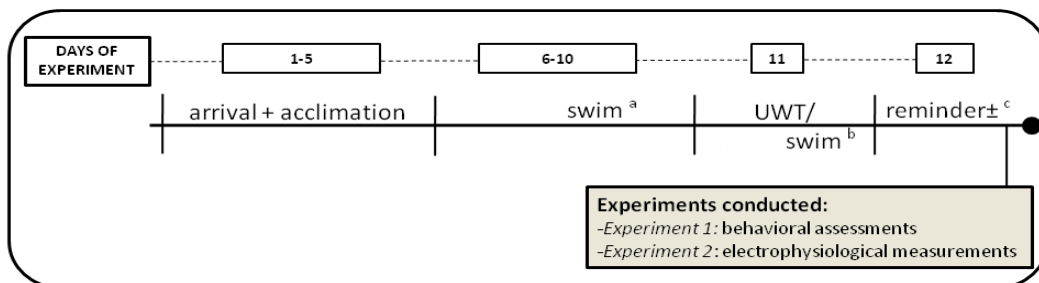 DAYS OF
EXPERIMENT
1-5
6-10
11
12
arrival + acclimation
swim a
UWT/
swim b
reminder± c
Experiments conducted:
-Experiment 1: behavioral assessments
-Experiment 2: electrophysiological measurements